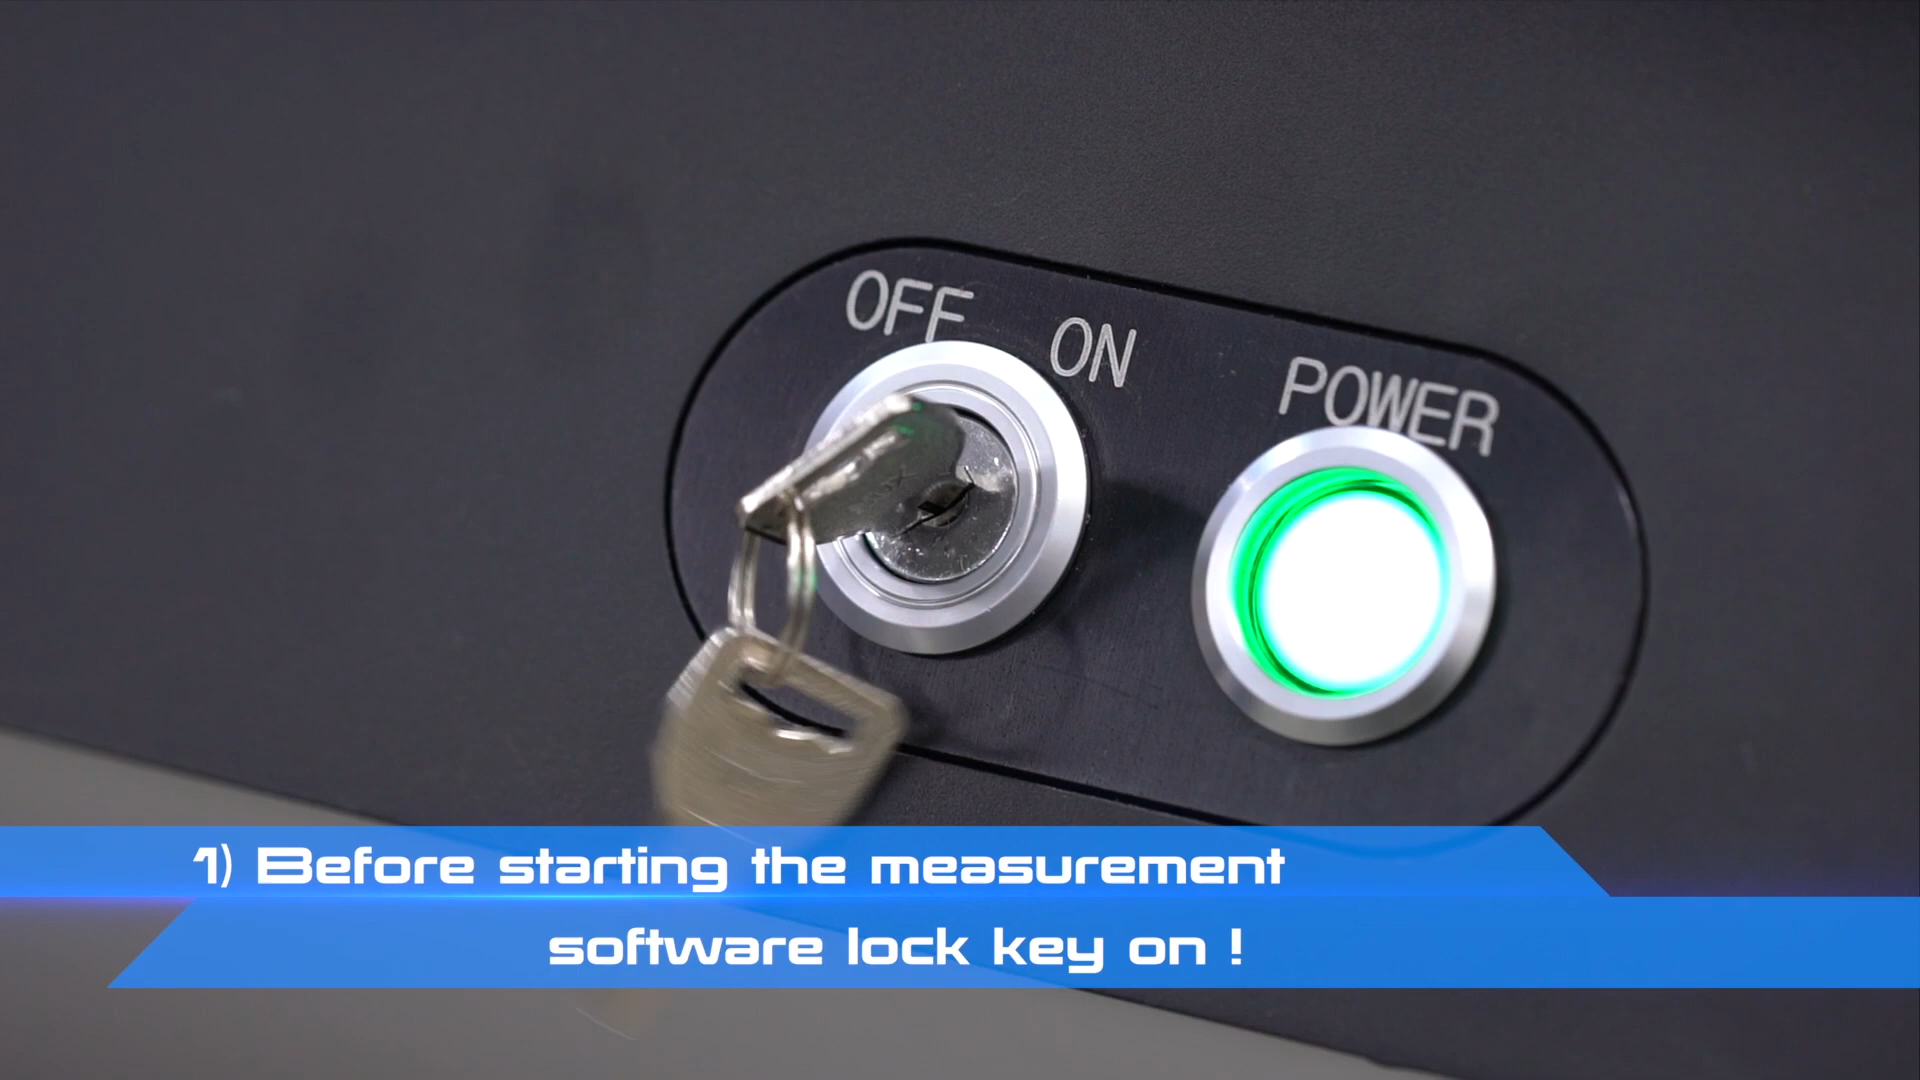 OFF
ON
POWER
1) Before starting the measurement
software lock key on !